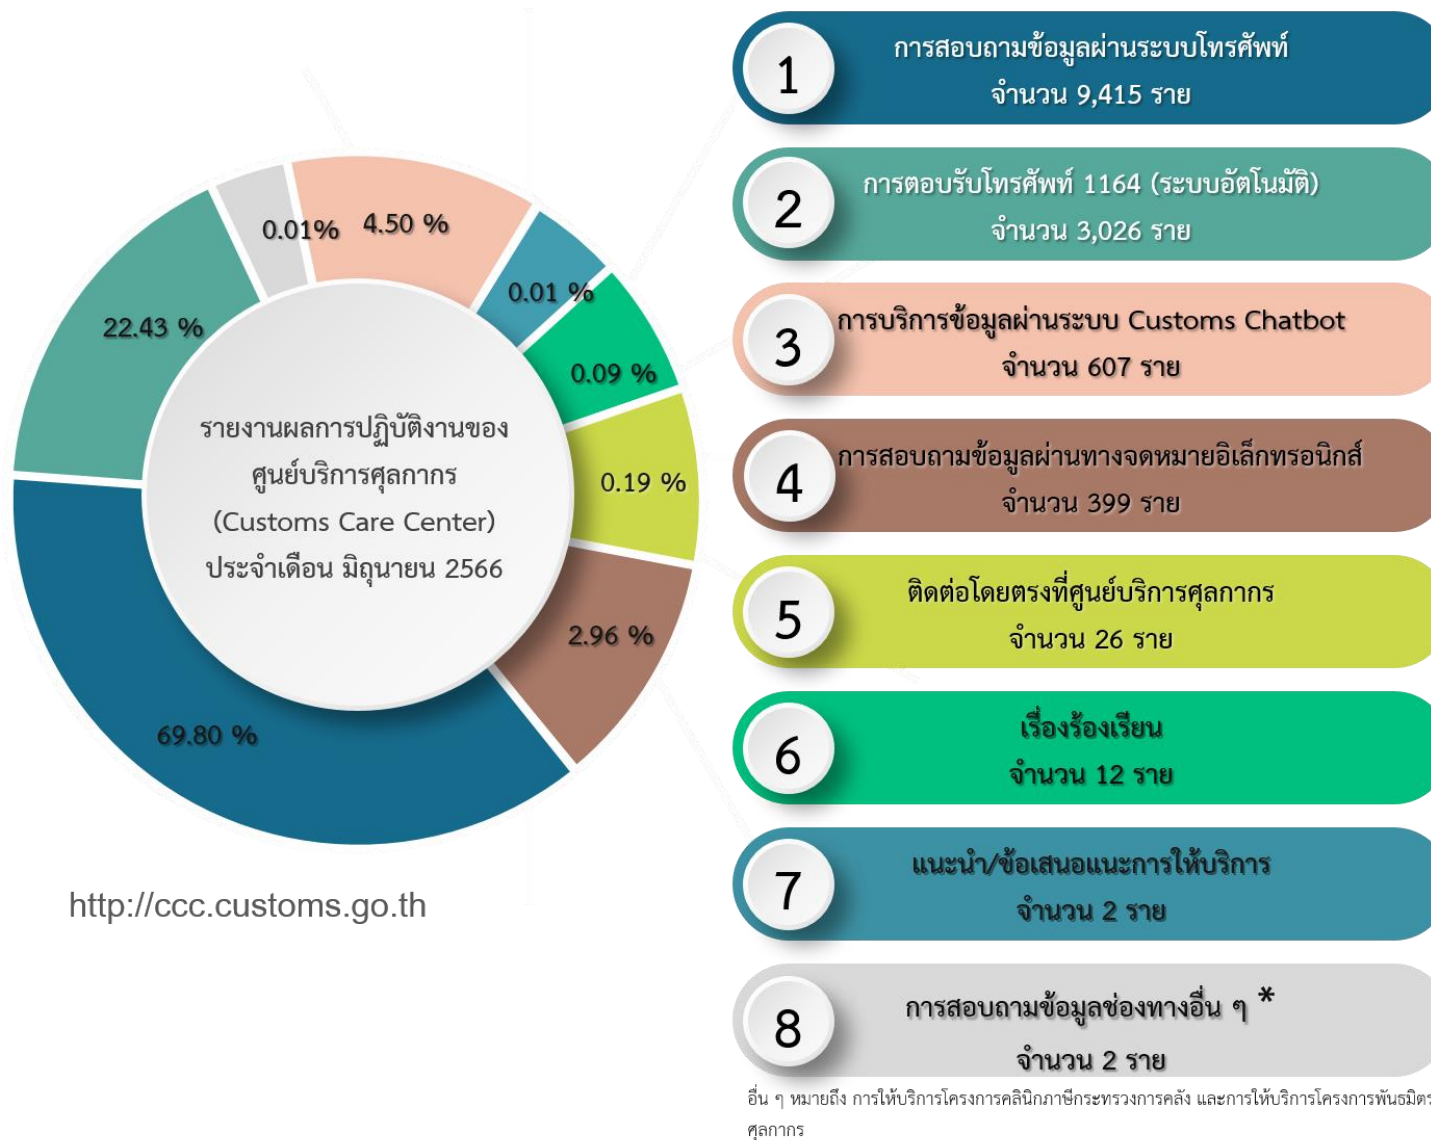 0.01%
4.50 %
0.01 %
22.43 %
0.09 %
0.19 %
2.96 %
69.80 %
รายงานผลการปฏิบัติงานของ
ศูนย์บริการศุลกากร
(Customs Care Center)
ประจำเดือน มิถุนายน 2566
http://ccc.customs.go.th
1
การสอบถามข้อมูลผ่านระบบโทรศัพท์
จำนวน 9,415 ราย
2
การตอบรับโทรศัพท์ 1164 (ระบบอัตโนมัติ)
จำนวน 3,026 ราย
3
การบริการข้อมูลผ่านระบบ Customs Chatbot
จำนวน 607 ราย
4
การสอบถามข้อมูลผ่านทางจดหมายอิเล็กทรอนิกส์
จำนวน 399 ราย
5
ติดต่อโดยตรงที่ศูนย์บริการศุลกากร
จำนวน 26 ราย
6
เรื่องร้องเรียน
จำนวน 12 ราย
7
แนะนำ/ข้อเสนอแนะการให้บริการ
จำนวน 2 ราย
8
การสอบถามข้อมูลช่องทางอื่น ๆ *
จำนวน 2 ราย
อื่น ๆ หมายถึง การให้บริการโครงการคลินิกภาษีกระทรวงการคลัง และการให้บริการโครงการพันธมิตร
ศุลกากร